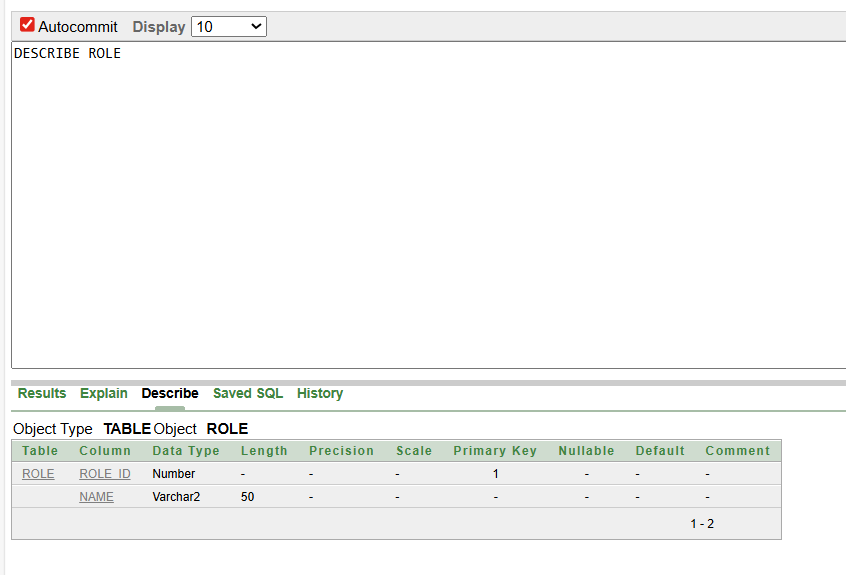 Autocommit Display 10
DESCRIBE ROLE
Results Explain Describe Saved SQL History
Object Type TABLE Object ROLE
Table Column Data Type Length Precision Scale Primary Key Nullable Default Comment
ROLE ROLE_ID Number - - - 1 - - -
NAME Varchar2 50 - - - - - -
1 - 2